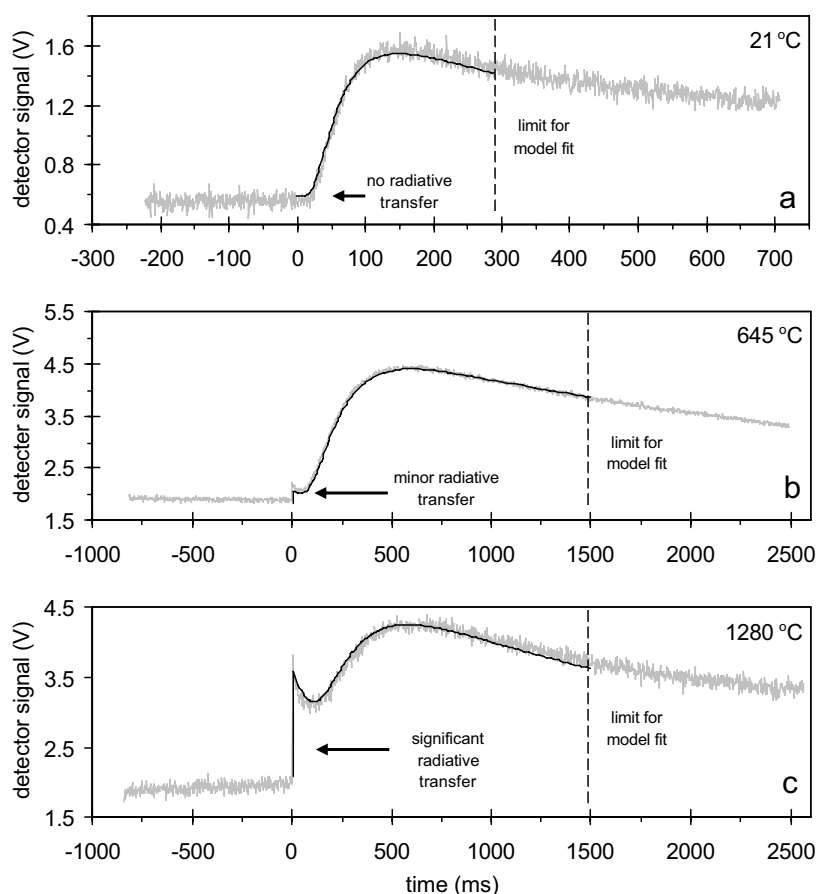 detector signal (V)
1.6
1.2
0.8
0.4
21 °C
limit for
model fit
no radiative
transfer
a
-300 -200 -100 0 100 200 300 400 500 600 700
detecter signal (V)
5.5
4.5
3.5
2.5
1.5
645 °C
limit for
model fit
minor radiative
transfer
b
-1000 -500 0 500 1000 1500 2000 2500
detector signal (V)
4.5
3.5
2.5
1.5
1280 °C
limit for
model fit
significant
radiative
transfer
c
-1000 -500 0 500 1000 1500 2000 2500
time (ms)